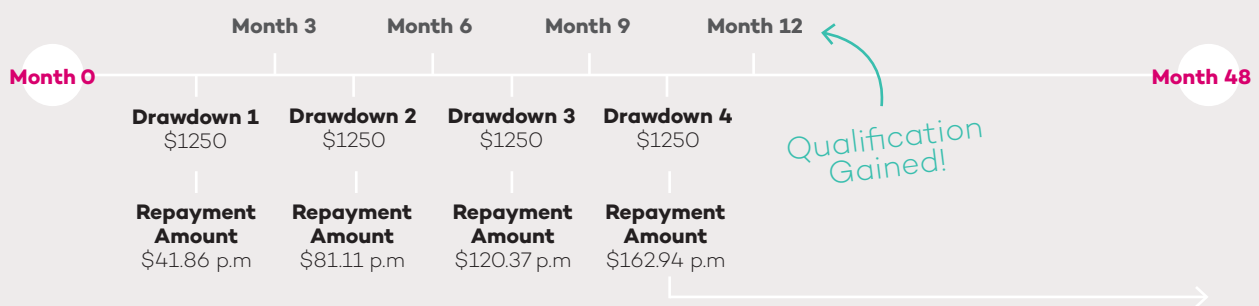 Month 3 Month 6 Month 9 Month 12
Month 0 Month 48
Drawdown 1 Drawdown 2 Drawdown 3 Drawdown 4
$1250 $1250 $1250 $1250
Qualification
Gained!
Repayment Repayment Repayment Repayment
Amount Amount Amount Amount
$41.86 p.m $81.11 p.m $120.37 p.m $162.94 p.m